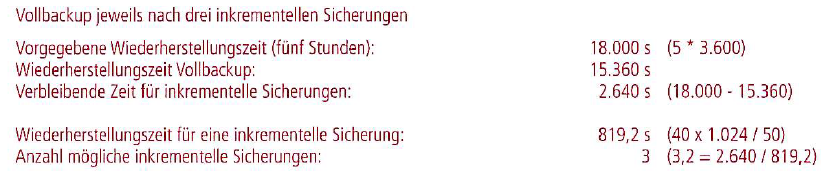 Vollbackup jeweils nach drei inkrementellen Sicherungen
Vorgegebene Wiederherstellungszeit (fünf Stunden): 18.000 s (5 * 3.600)
Wiederherstellungszeit Vollbackup: 15.360 s
Verbleibende Zeit für inkrementelle Sicherungen: 2.640 s (18.000 - 15.360)
Wiederherstellungszeit für eine inkrementelle Sicherung: 819,2 s (40 x 1.024 / 50)
Anzahl mögliche inkrementelle Sicherungen: 3 (3,2 = 2.640 / 819,2)